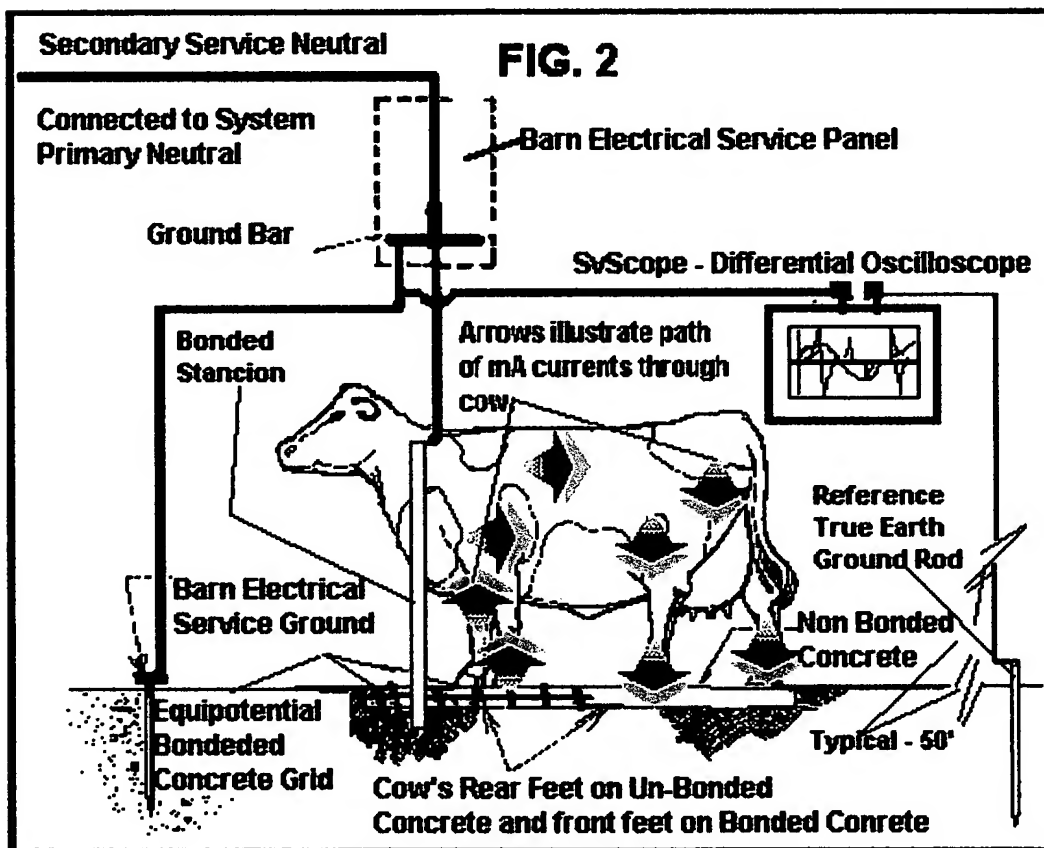 Secondary Service Neutral
FIG. 2
Connected to System
Primary Neutral
Barn Electrical Service Panel
Ground Bar
SvScope - Differential Oscilloscope
Bonded
Stancion
Arrows illustrate path
of mA currents through
cow
Reference
True Earth
Ground Rod
Barn Electrical
Service Ground
Non Bonded
Concrete
Equipotential
Bondeded
Concrete Grid
Typical - 50'
Cow's Rear Feet on Un-Bonded
Concrete and front feet on Bonded Conrete